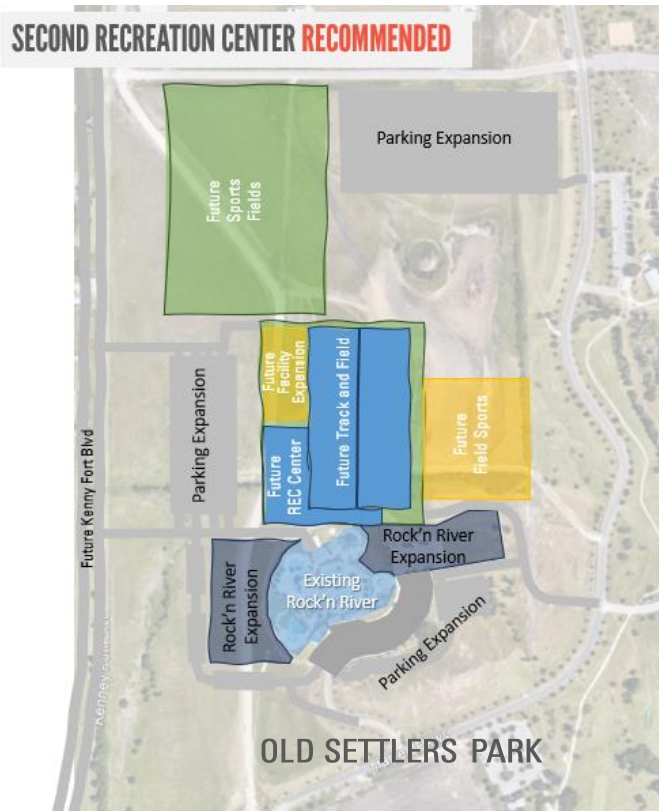 SECOND RECREATION CENTER RECOMMENDED
Parking Expansion
Future
Sports
Fields
Future
Facility
Expansion
Future Track and Field
Parking Expansion
Future
REC Center
Future
Field Sports
Future Kenny Fort Blvd
Rock'n River
Expansion
Rock'n River
Expansion
Existing
Rock'n River
Parking Expansion
OLD SETTLERS PARK